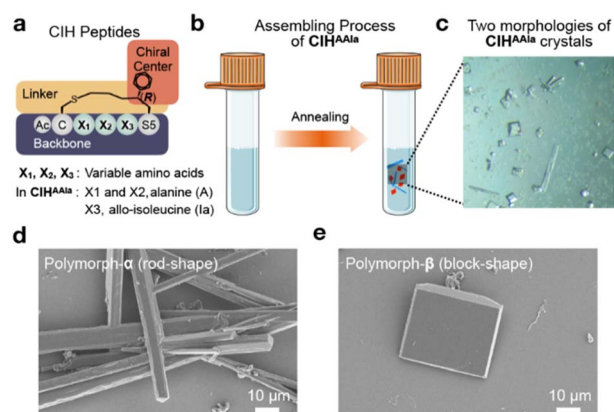 a
CIH Peptides
Chiral
Center
Linker
(R)
S
Ac C X1 X2 X3 S5
Backbone
X1, X2, X3 : Variable amino acids
In CIHAAIa : X1 and X2, alanine (A)
X3, allo-isoleucine (Ia)
b
Assembling Process
of CIHAAIa
Annealing
c
Two morphologies of
CIHAAIa crystals
d
Polymorph-α (rod-shape)
10 μm
e
Polymorph-β (block-shape)
10 μm